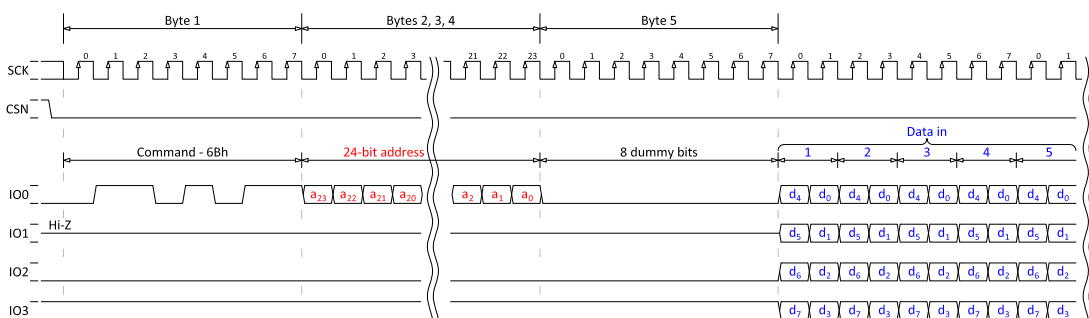 Byte 1 Bytes 2, 3, 4 Byte 5
SCK 0 1 2 3 4 5 6 7 0 1 2 3 21 22 23 0 1 2 3 4 5 6 7 0 1 2 3 4 5 6 7 0 1
CSN
Data in
Command - 6Bh 24-bit address 8 dummy bits 1 2 3 4 5
IO0 a23 a22 a21 a20 a2 a1 a0 d4 d0 d4 d0 d4 d0 d4 d0 d4 d0
Hi-Z
IO1 d5 d1 d5 d1 d5 d1 d5 d1 d5 d1
IO2 d6 d2 d6 d2 d6 d2 d6 d2 d6 d2
IO3 d7 d3 d7 d3 d7 d3 d7 d3 d7 d3